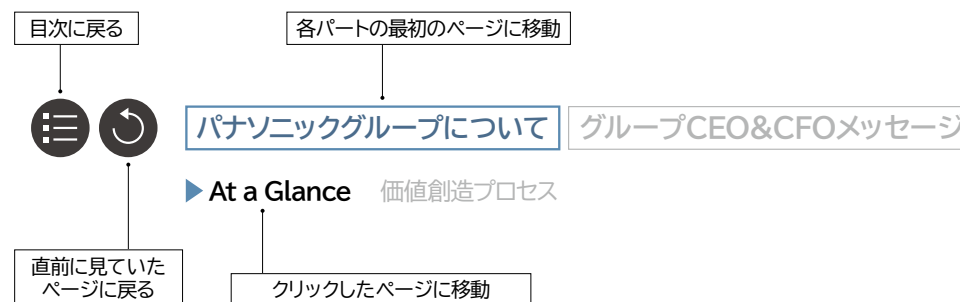 目次に戻る
各パートの最初のページに移動
パナソニックグループについて
グループCEO&CFOメッセージ
At a Glance
価値創造プロセス
直前に見ていた
ページに戻る
クリックしたページに移動